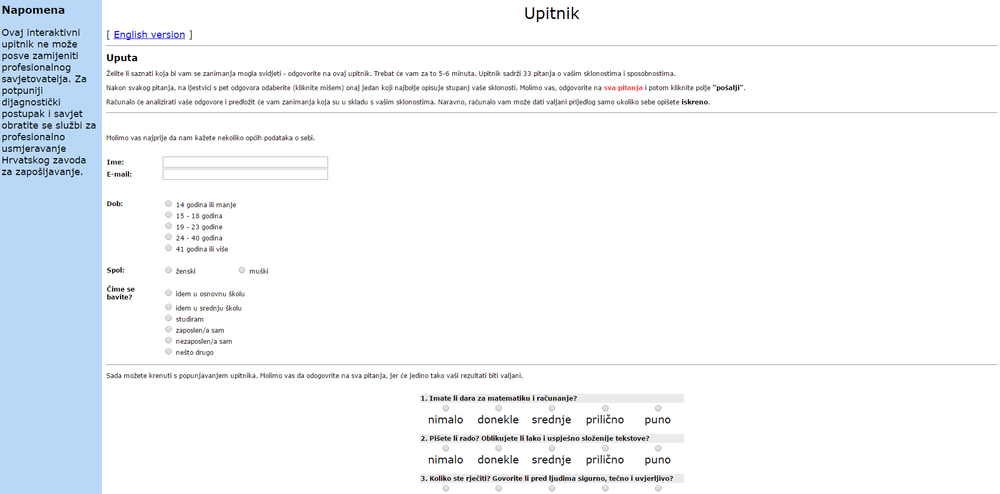 Napomena
Ovaj interaktivni
upitnik ne može
posve zamijeniti
profesionalnog
savjetovatelja. Za
potpuniji
dijagnostički
postupak i savjet
obratite se službi za
profesionalno
usmjeravanje
Hrvatskog zavoda
za zapošljavanje.
Upitnik
[ English version ]
Uputa
Želite li saznati koja bi vam se zanimanja mogla svidjeti - odgovorite na ovaj upitnik. Trebat će vam za to 5-6 minuta. Upitnik sadrži 33 pitanja o vašim sklonostima i sposobnostima.
Nakon svakog pitanja, na ljestvici s pet odgovora odaberite (kliknite mišem) onaj jedan koji najbolje opisuje stupanj vaše sklonosti. Molimo vas, odgovorite na sva pitanja i potom kliknite polje "pošalji".
Računalo će analizirati vaše odgovore i predložit će vam zanimanja koja su u skladu s vašim sklonostima. Naravno, računalo vam može dati valjani prijedlog samo ukoliko sebe opišete iskreno.
Molimo vas najprije da nam kažete nekoliko općih podataka o sebi.
Ime:
E-mail:
Dob:
14 godina ili manje
15 - 18 godina
19 - 23 godine
24 - 40 godina
41 godina ili više
Spol:
ženski muški
Čime se
bavite?
idem u osnovnu školu
idem u srednju školu
studiram
zaposlen/a sam
nezaposlen/a sam
nešto drugo
Sada možete krenuti s popunjavanjem upitnika. Molimo vas da odogovrite na sva pitanja, jer će jedino tako vaši rezultati biti valjani.
1. Imate li dara za matematiku i računanje?
nimalo donekle srednje prilično puno
2. Pišete li rado? Oblikujete li lako i uspješno složenije tekstove?
nimalo donekle srednje prilično puno
3. Koliko ste rječiti? Govorite li pred ljudima sigurno, tečno i uvjerljivo?